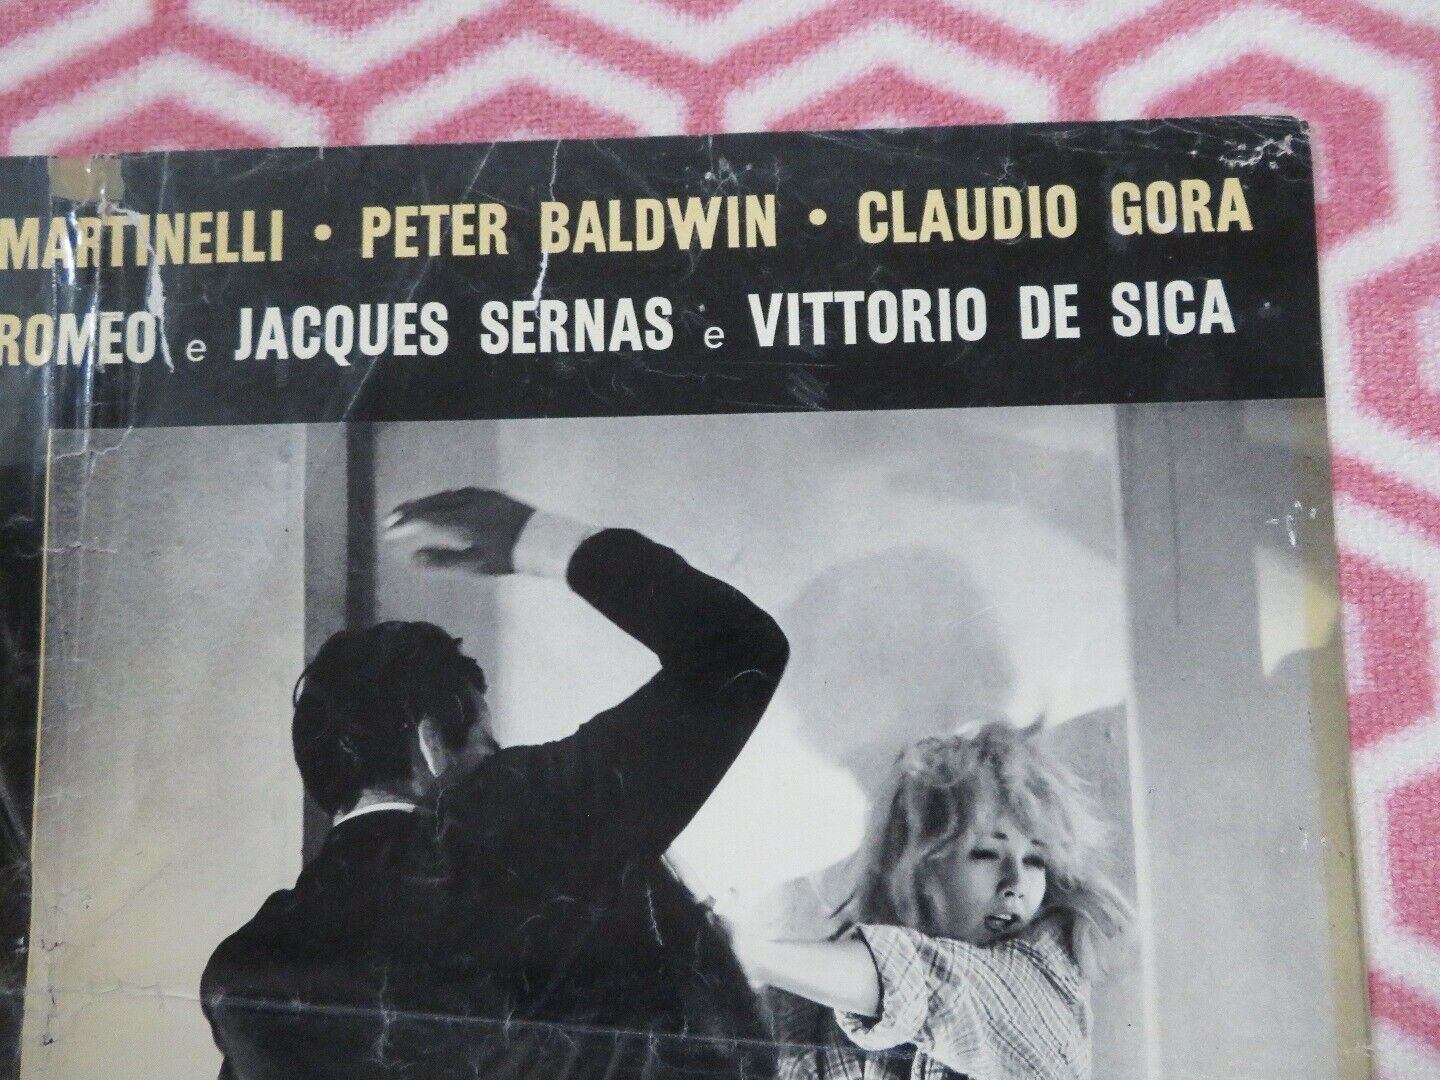 MARTINELLI • PETER BALDWIN • CLAUDIO GORA
ROMEO e JACQUES SERNAS e VITTORIO DE SICA